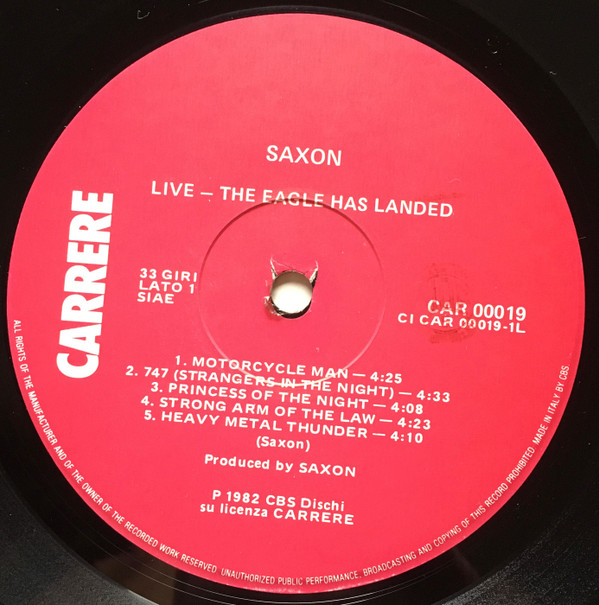 SAXON
LIVE – THE EAGLE HAS LANDED
CARRERE
33 GIRI
LATO 1
SIAE
CAR 00019
CI CAR 00019-1L
1. MOTORCYCLE MAN – 4:25
2. 747 (STRANGERS IN THE NIGHT) – 4:33
3. PRINCESS OF THE NIGHT – 4:08
4. STRONG ARM OF THE LAW – 4:23
5. HEAVY METAL THUNDER – 4:10
(Saxon)
Produced by SAXON
P 1982 CBS Dischi
su licenza CARRERE
ALL RIGHTS OF THE MANUFACTURER AND OF THE OWNER OF THE RECORDED WORK RESERVED. UNAUTHORIZED PUBLIC PERFORMANCE, BROADCASTING AND COPYING OF THIS RECORD PROHIBITED. MADE IN ITALY BY CBS.